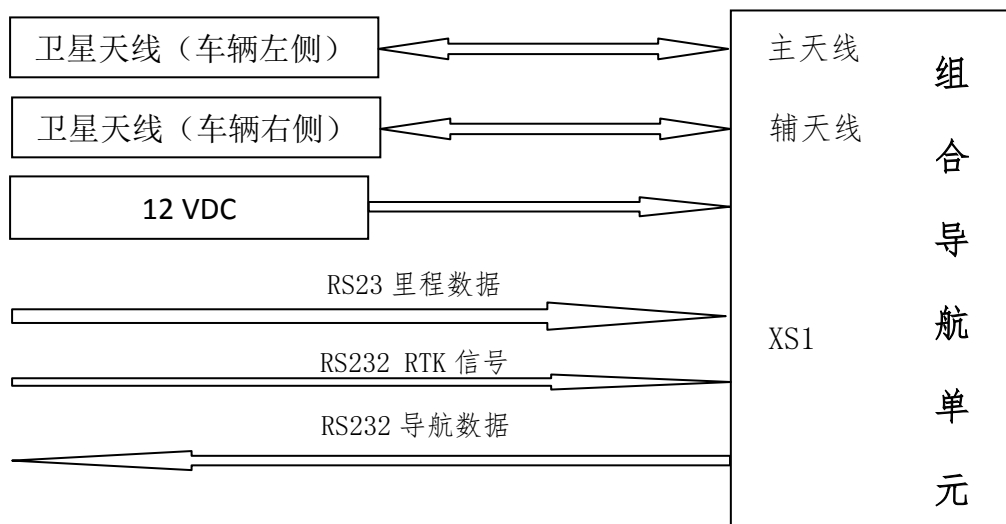 卫星天线（车辆左侧）
主天线
卫星天线（车辆右侧）
辅天线
12 VDC
RS23 里程数据
XS1
RS232 RTK 信号
RS232 导航数据
组合导航单元